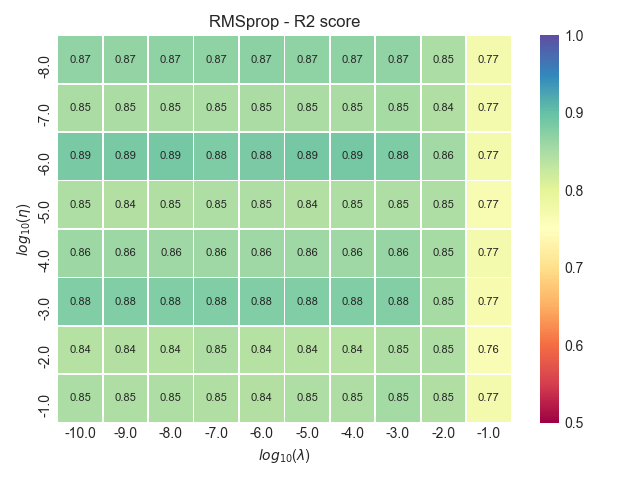 RMSprop - R2 score
-8.0 0.87 0.87 0.87 0.87 0.87 0.87 0.87 0.87 0.85 0.77
-7.0 0.85 0.85 0.85 0.85 0.85 0.85 0.85 0.85 0.84 0.77
-6.0 0.89 0.89 0.89 0.88 0.88 0.89 0.89 0.88 0.86 0.77
-5.0 0.85 0.84 0.85 0.85 0.85 0.84 0.85 0.85 0.85 0.77
-4.0 0.86 0.86 0.86 0.86 0.86 0.86 0.86 0.86 0.85 0.77
-3.0 0.88 0.88 0.88 0.88 0.88 0.88 0.88 0.88 0.85 0.77
-2.0 0.84 0.84 0.84 0.85 0.84 0.84 0.84 0.85 0.85 0.76
-1.0 0.85 0.85 0.85 0.85 0.84 0.85 0.85 0.85 0.85 0.77
-10.0 -9.0 -8.0 -7.0 -6.0 -5.0 -4.0 -3.0 -2.0 -1.0
log₁₀(λ)
log₁₀(η)
1.0
0.9
0.8
0.7
0.6
0.5